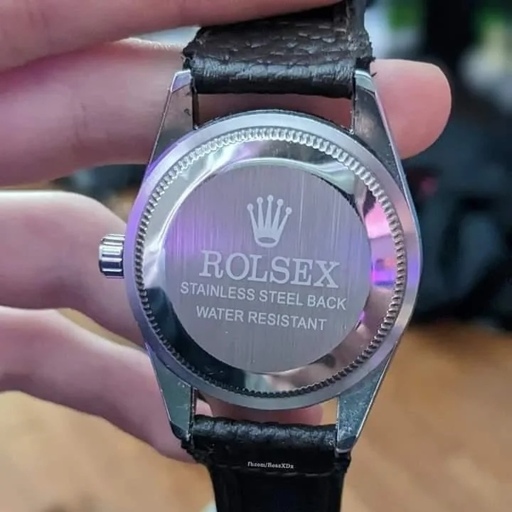 ROLSEX
STAINLESS STEEL BACK
WATER RESISTANT